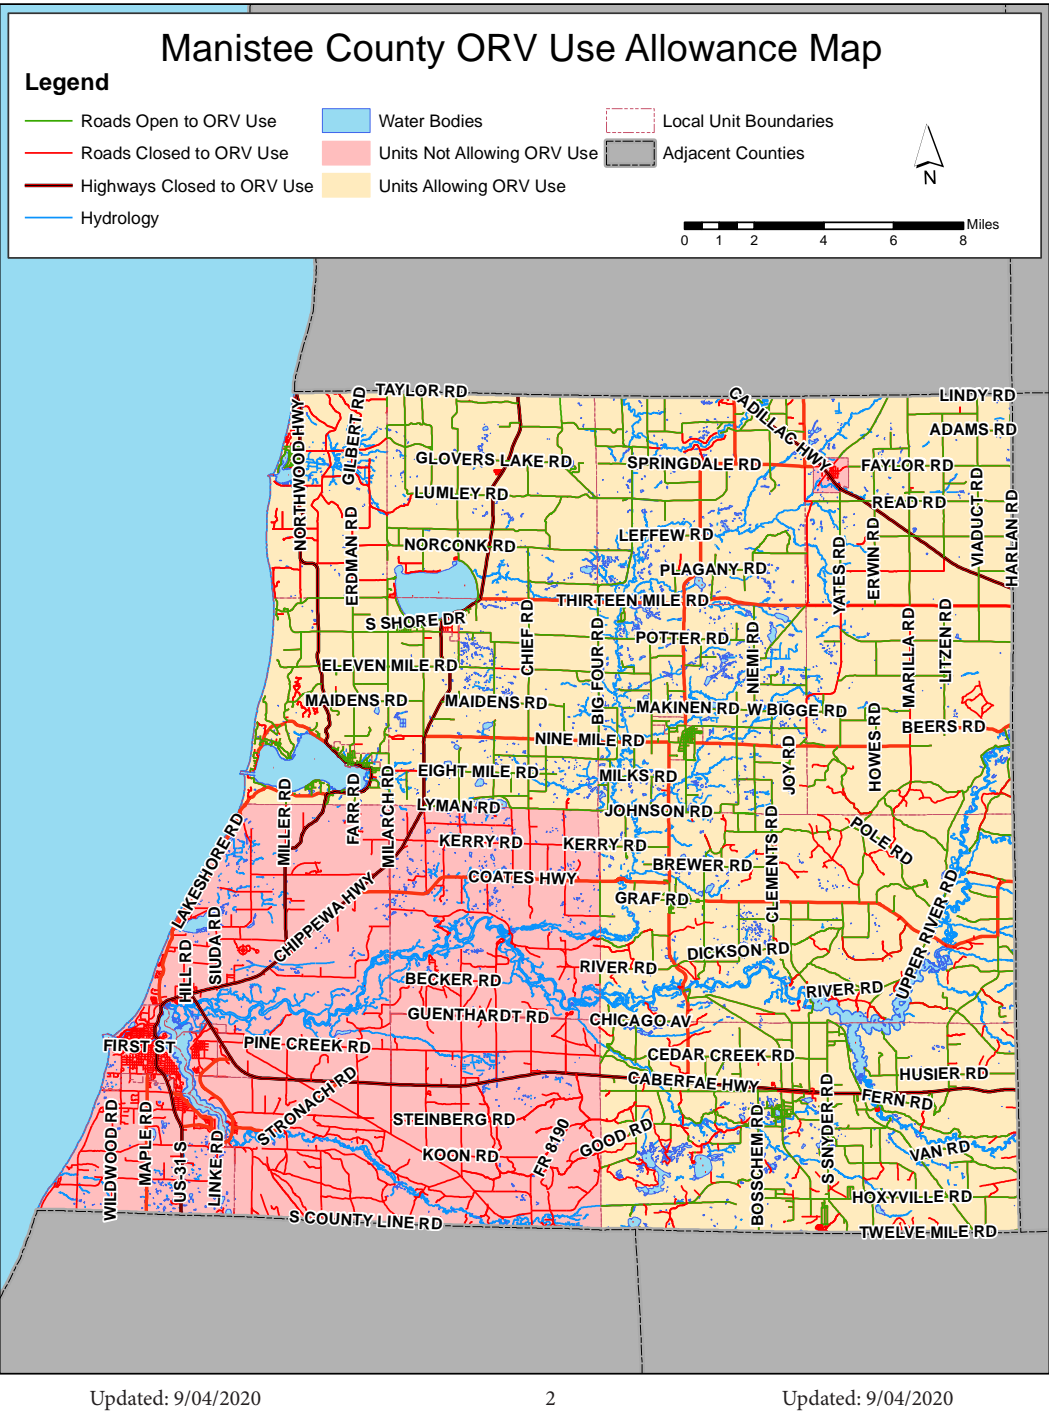 Manistee County ORV Use Allowance Map
Legend
Roads Open to ORV Use
Roads Closed to ORV Use
Highways Closed to ORV Use
Hydrology
Water Bodies
Units Not Allowing ORV Use
Units Allowing ORV Use
Local Unit Boundaries
Adjacent Counties
N
Miles
0 1 2 4 6 8
TAYLOR RD
LINDY RD
CADILLAC HWY
ADAMS RD
NORTHWOOD HWY
GILBERT RD
GLOVERS LAKE RD
SPRINGDALE RD
FAYLOR RD
LUMLEY RD
READ RD
VIADUCT RD
HARLAN RD
ERDMAN RD
NORCONK RD
LEFFEW RD
YATES RD
ERWIN RD
PLAGANY RD
THIRTEEN MILE RD
S SHORE DR
CHIEF RD
BIG FOUR RD
POTTER RD
NIEMI RD
MARILLA RD
LITZEN RD
ELEVEN MILE RD
MAIDENS RD
MAIDENS RD
MAKINEN RD
W BIGGE RD
BEERS RD
NINE MILE RD
JOY RD
HOWES RD
EIGHT MILE RD
MILKS RD
MILLER RD
FARR RD
MILARCH RD
LYMAN RD
JOHNSON RD
LAKESHORE RD
KERRY RD
KERRY RD
CLEMENTS RD
POLE RD
BREWER RD
COATES HWY
GRAF RD
CHIPPEWA HWY
UPPER RIVER RD
HILL RD
SIUDA RD
DICKSON RD
BECKER RD
RIVER RD
RIVER RD
GUENTHARDT RD
CHICAGO AV
FIRST ST
PINE CREEK RD
CEDAR CREEK RD
HUSIER RD
CABERFAE HWY
FERN RD
STRONACH RD
WILDWOOD RD
MAPLE RD
US-31 S
LINKE RD
STEINBERG RD
KOON RD
FR 8190
GOOD RD
BOSSCHEM RD
S SNYDER RD
VAN RD
HOXYVILLE RD
S COUNTY LINE RD
TWELVE MILE RD
Updated: 9/04/2020
2
Updated: 9/04/2020